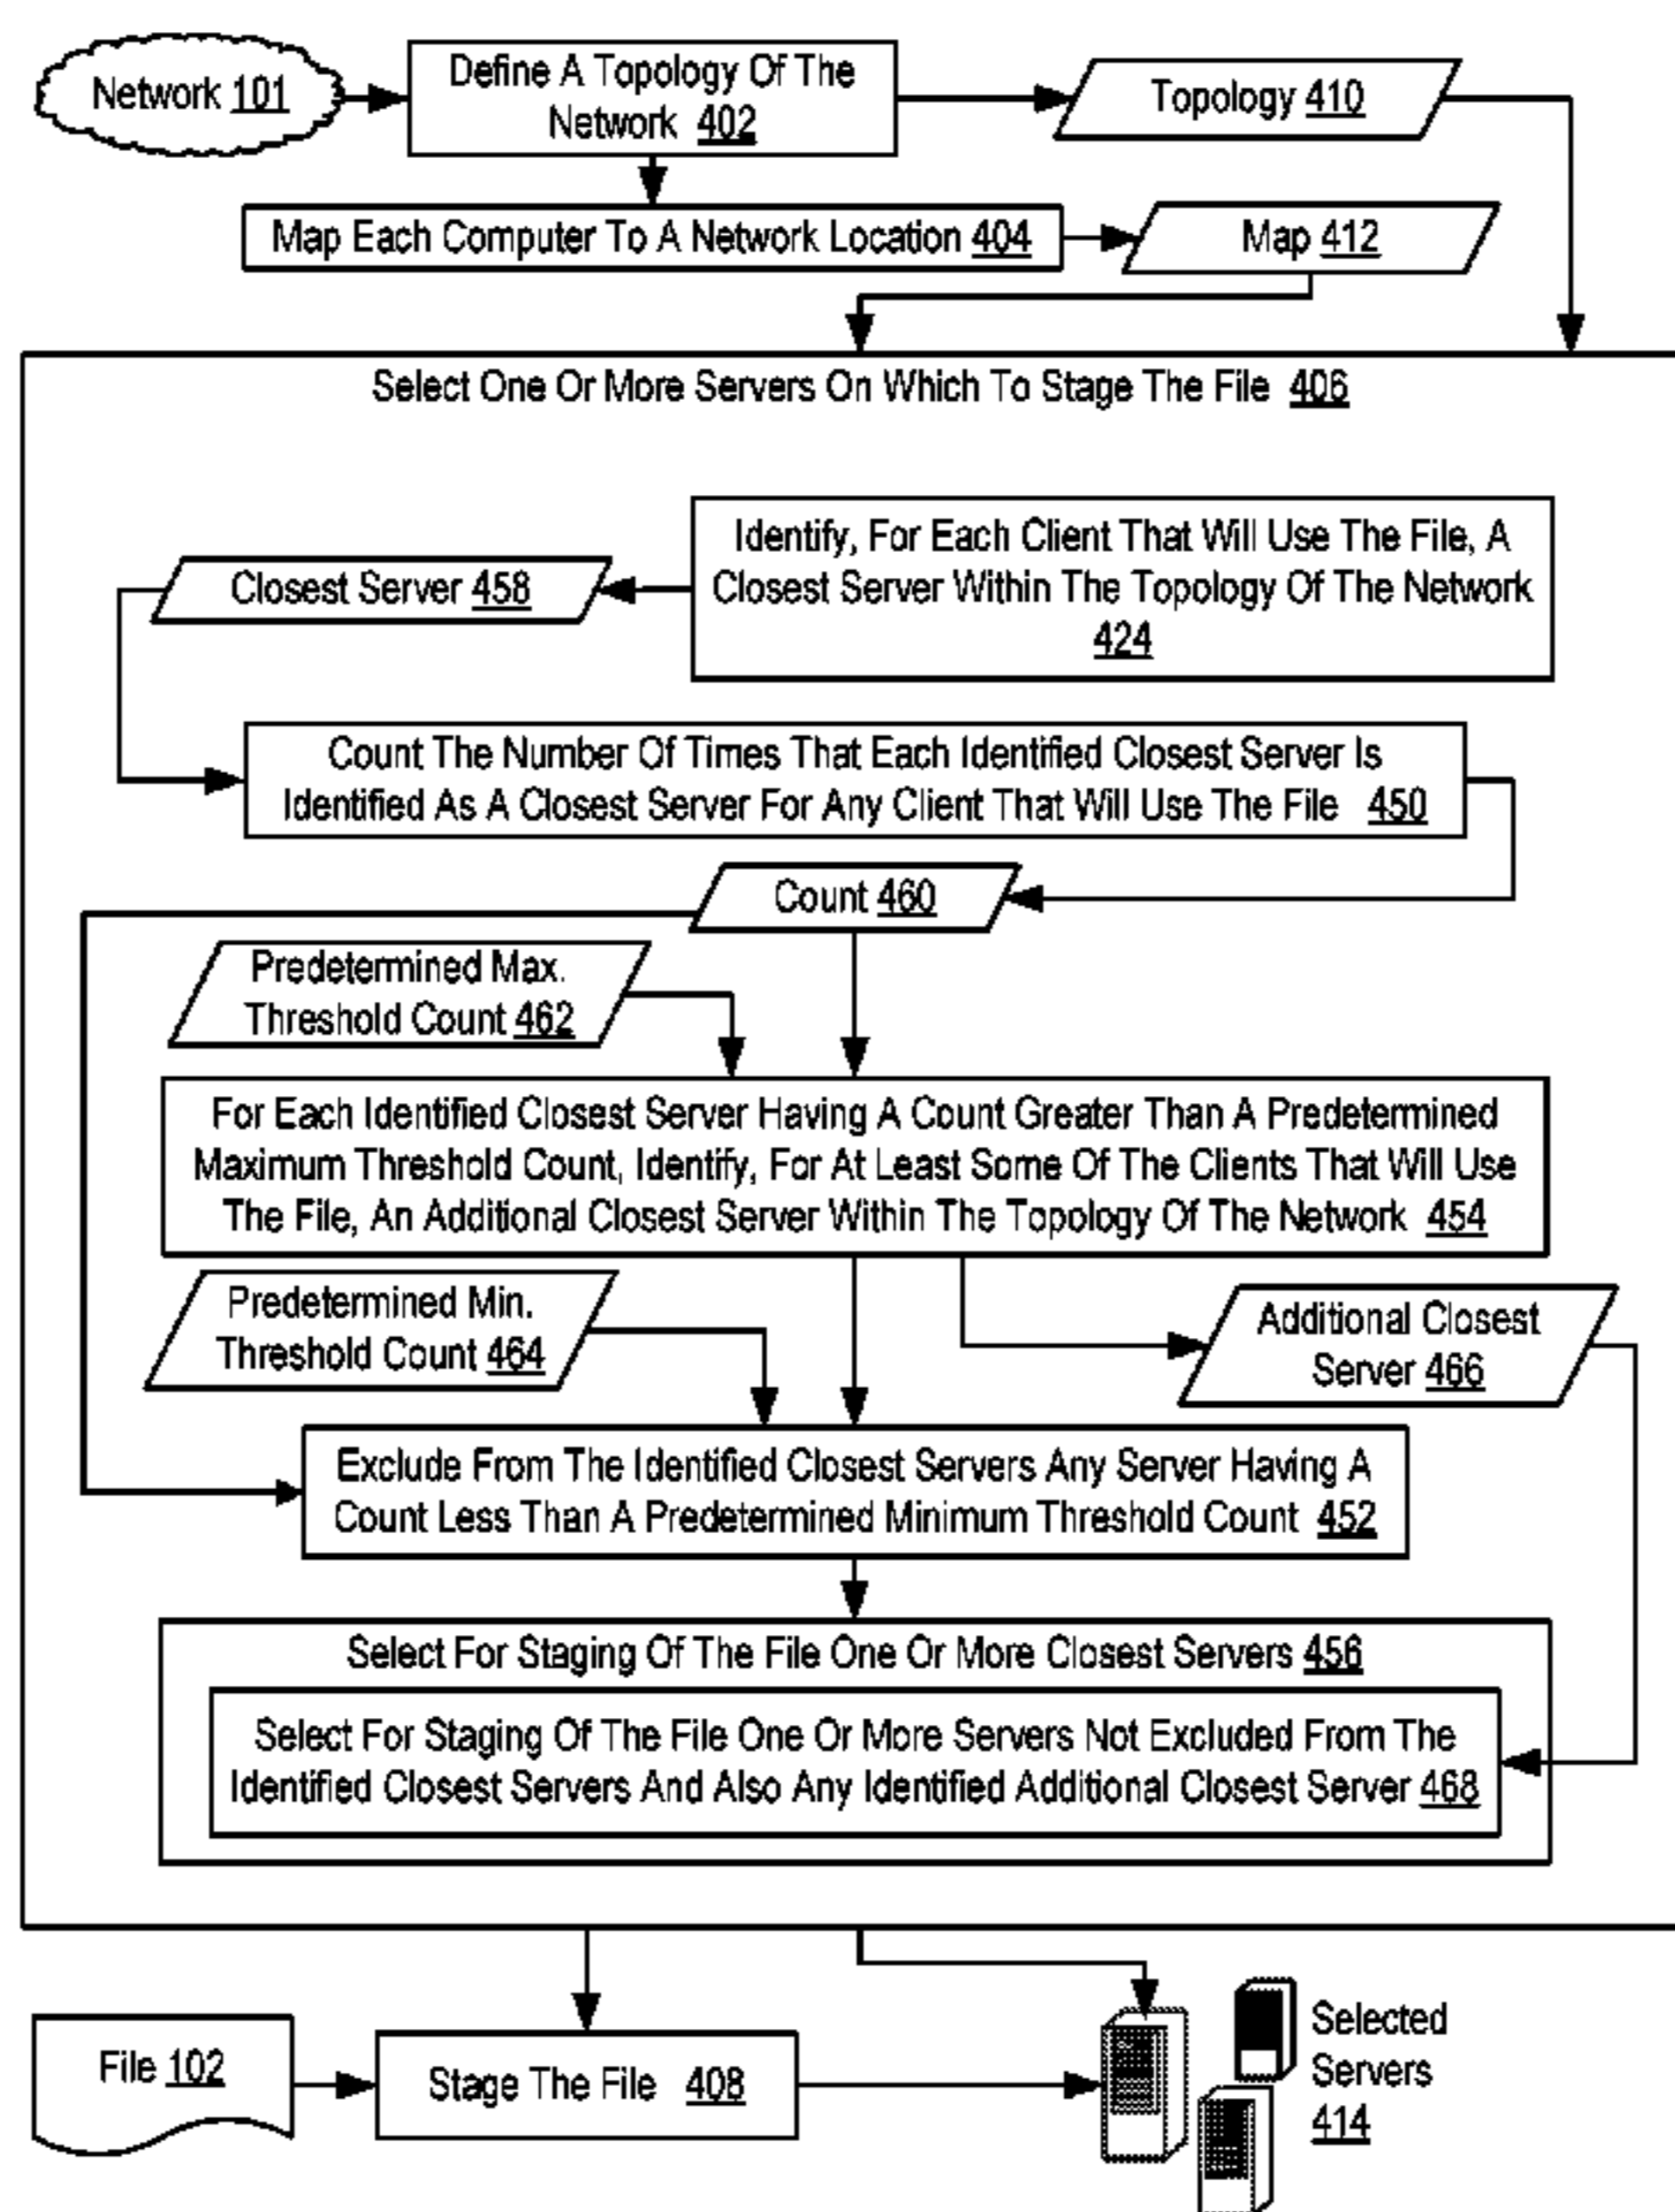 Network 101
Define A Topology Of The
Network 402
Topology 410
Map Each Computer To A Network Location 404
Map 412
Select One Or More Servers On Which To Stage The File 406
Identify, For Each Client That Will Use The File, A
Closest Server Within The Topology Of The Network
424
Closest Server 458
Count The Number Of Times That Each Identified Closest Server Is
Identified As A Closest Server For Any Client That Will Use The File 450
Count 460
Predetermined Max.
Threshold Count 462
For Each Identified Closest Server Having A Count Greater Than A Predetermined
Maximum Threshold Count, Identify, For At Least Some Of The Clients That Will Use
The File, An Additional Closest Server Within The Topology Of The Network 454
Predetermined Min.
Threshold Count 464
Additional Closest
Server 466
Exclude From The Identified Closest Servers Any Server Having A
Count Less Than A Predetermined Minimum Threshold Count 452
Select For Staging Of The File One Or More Closest Servers 456
Select For Staging Of The File One Or More Servers Not Excluded From The
Identified Closest Servers And Also Any Identified Additional Closest Server 468
File 102
Stage The File 408
Selected
Servers
414